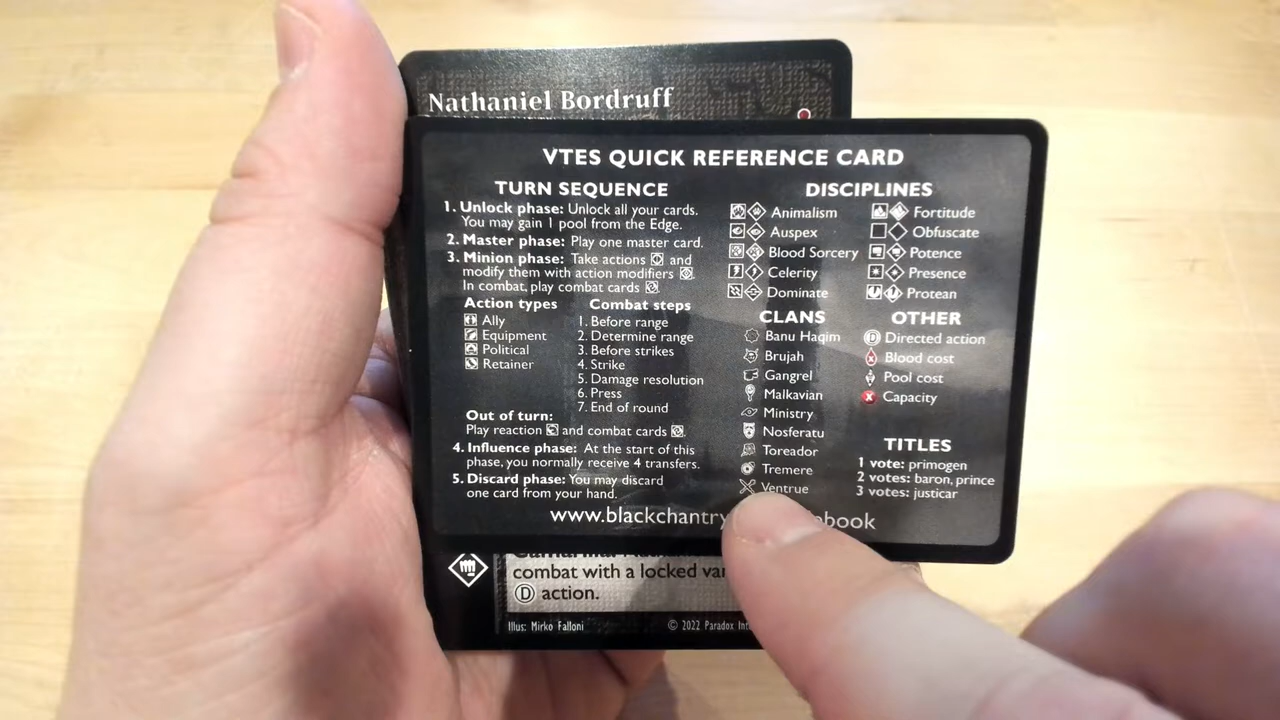 Nathaniel Bordruff
VTES QUICK REFERENCE CARD
TURN SEQUENCE
1. Unlock phase: Unlock all your cards.
You may gain 1 pool from the Edge.
2. Master phase: Play one master card.
3. Minion phase: Take actions and
modify them with action modifiers .
In combat, play combat cards .
Action types
Ally
Equipment
Political
Retainer
Combat steps
1. Before range
2. Determine range
3. Before strikes
4. Strike
5. Damage resolution
6. Press
7. End of round
Out of turn:
Play reaction and combat cards .
4. Influence phase: At the start of this
phase, you normally receive 4 transfers.
5. Discard phase: You may discard
one card from your hand.
DISCIPLINES
Animalism
Auspex
Blood Sorcery
Celerity
Dominate
Fortitude
Obfuscate
Potence
Presence
Protean
CLANS
Banu Haqim
Brujah
Gangrel
Malkavian
Ministry
Nosferatu
Toreador
Tremere
Ventrue
OTHER
D Directed action
Blood cost
Pool cost
X Capacity
TITLES
1 vote: primogen
2 votes: baron, prince
3 votes: justicar
www.blackchantry
book
combat with a locked
D action.
Illus: Mirko Falloni
© 2022 Paradox